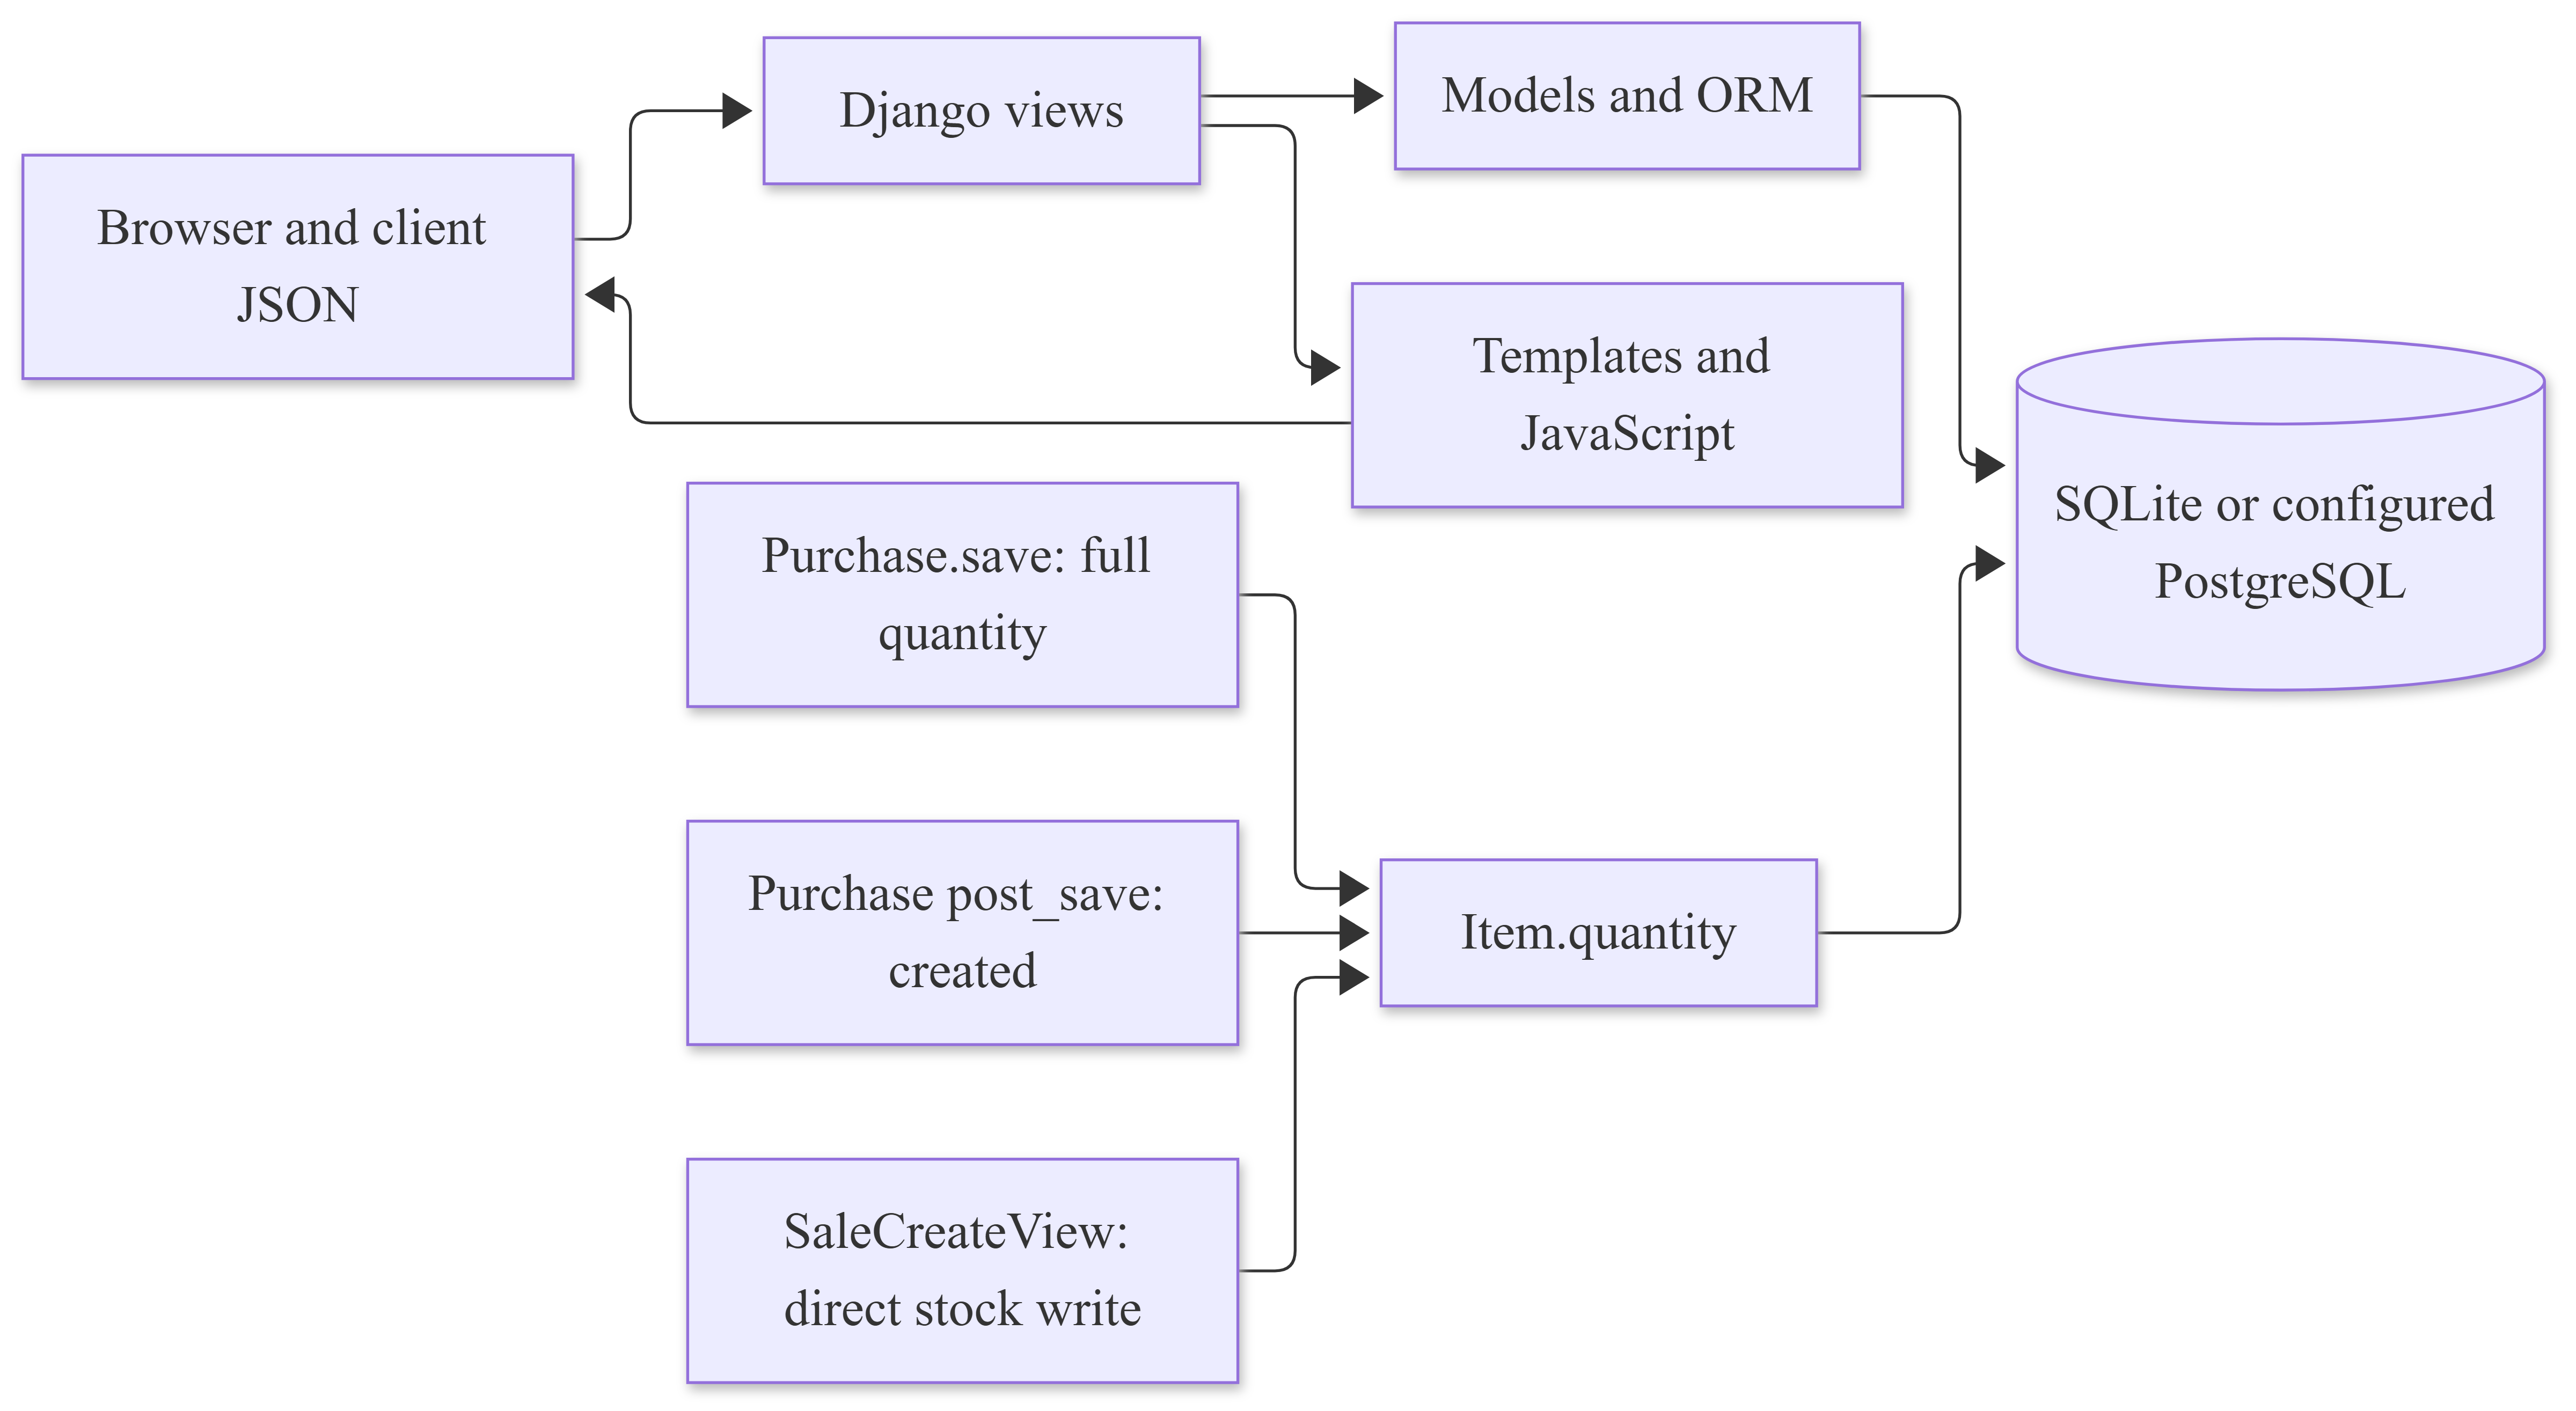 Django views
Models and ORM
Browser and client
JSON
Templates and
JavaScript
SQLite or configured
PostgreSQL
Purchase.save: full
quantity
Purchase post_save:
created
Item.quantity
SaleCreateView:
direct stock write